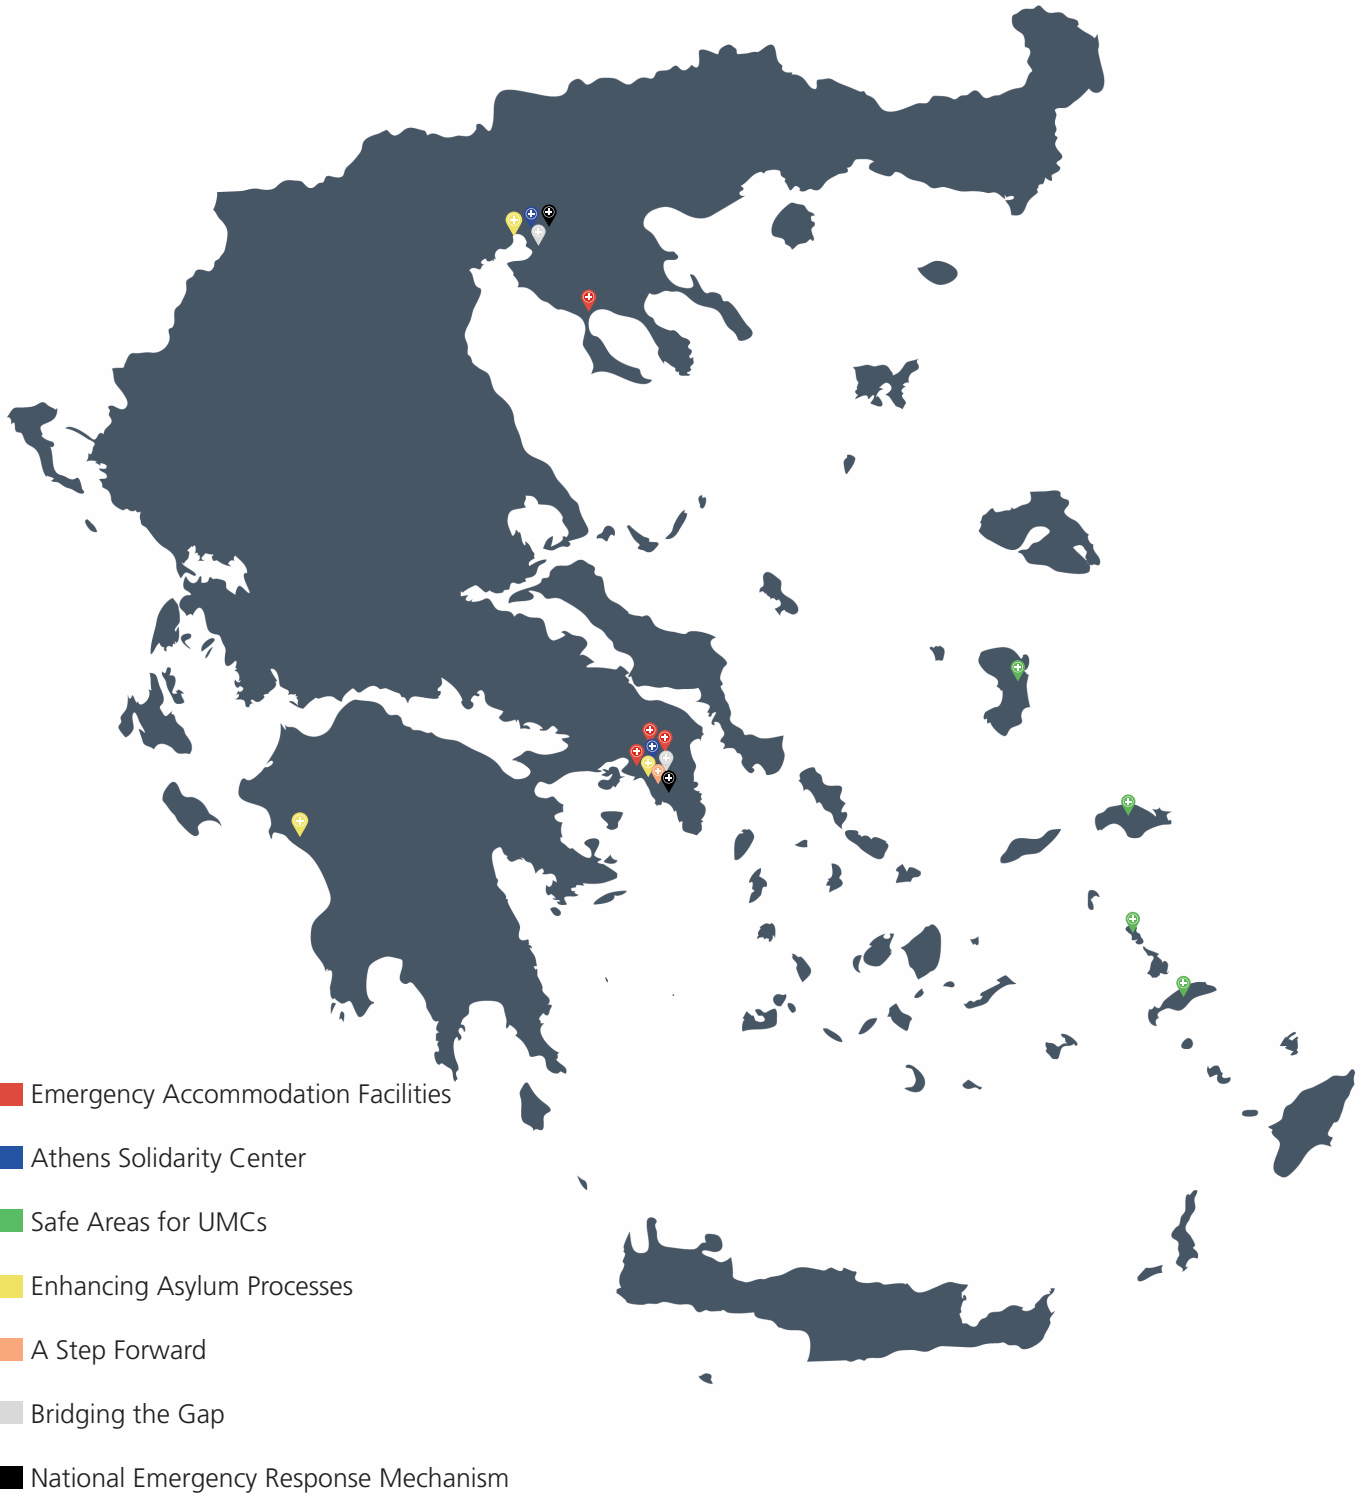 Emergency Accommodation Facilities
Athens Solidarity Center
Safe Areas for UMCs
Enhancing Asylum Processes
A Step Forward
Bridging the Gap
National Emergency Response Mechanism